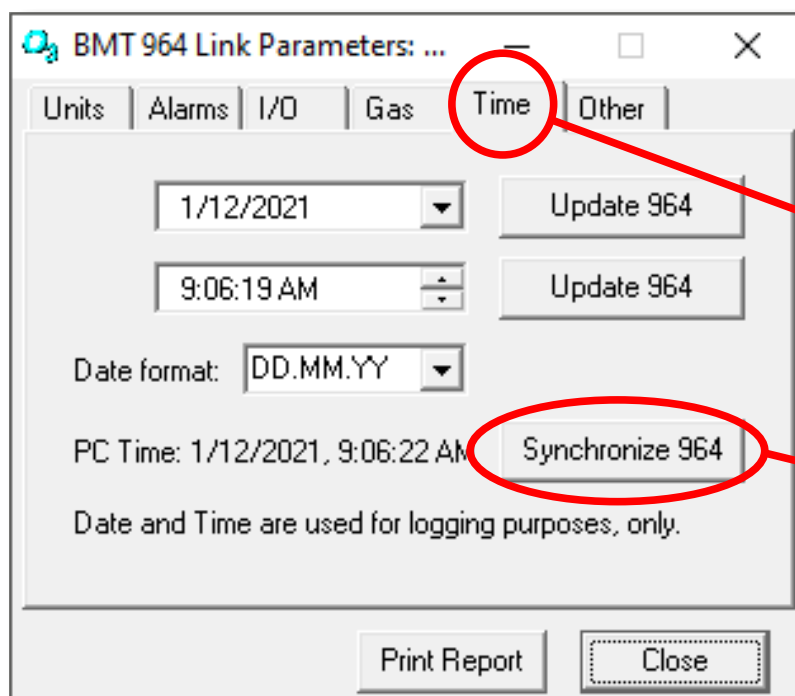 BMT 964 Link Parameters: ...
Units Alarms I/O Gas Time Other
1/12/2021 Update 964
9:06:19 AM Update 964
Date format: DD.MM.YY
PC Time: 1/12/2021, 9:06:22 AM Synchronize 964
Date and Time are used for logging purposes, only.
Print Report Close